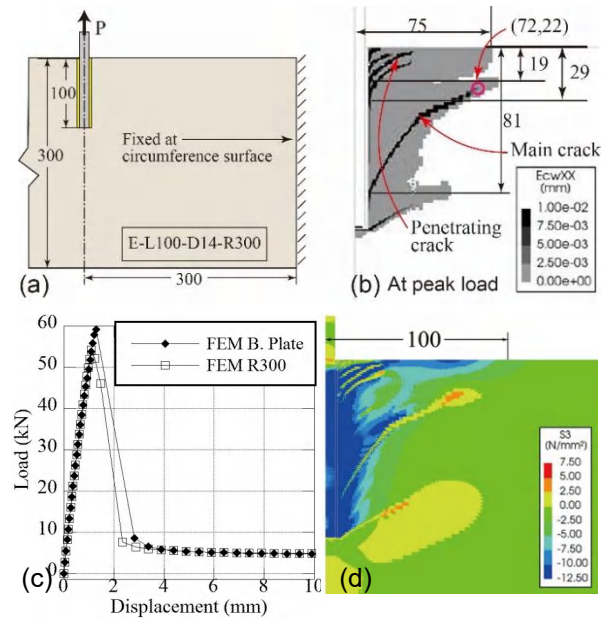 P
100
300
Fixed at
circumference surface
E-L100-D14-R300
300
(a)
75
(72,22)
19
29
81
Main crack
Penetrating
crack
EcwXX
(mm)
1.00e-02
7.50e-03
5.00e-03
2.50e-03
0.00e+00
(b) At peak load
Load (kN)
60
50
40
30
20
10
0
FEM B. Plate
FEM R300
0 2 4 6 8 10
Displacement (mm)
(c)
100
S3
(N/mm²)
7.50
5.00
2.50
0.00
-2.50
-5.00
-7.50
-10.00
-12.50
(d)